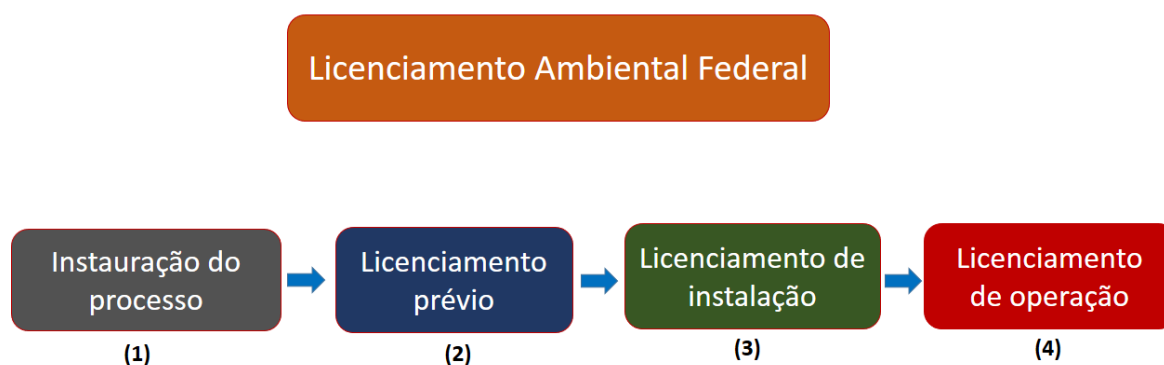 Licenciamento Ambiental Federal
Instauração do
processo
(1)
Licenciamento
prévio
(2)
Licenciamento de
instalação
(3)
Licenciamento
de operação
(4)